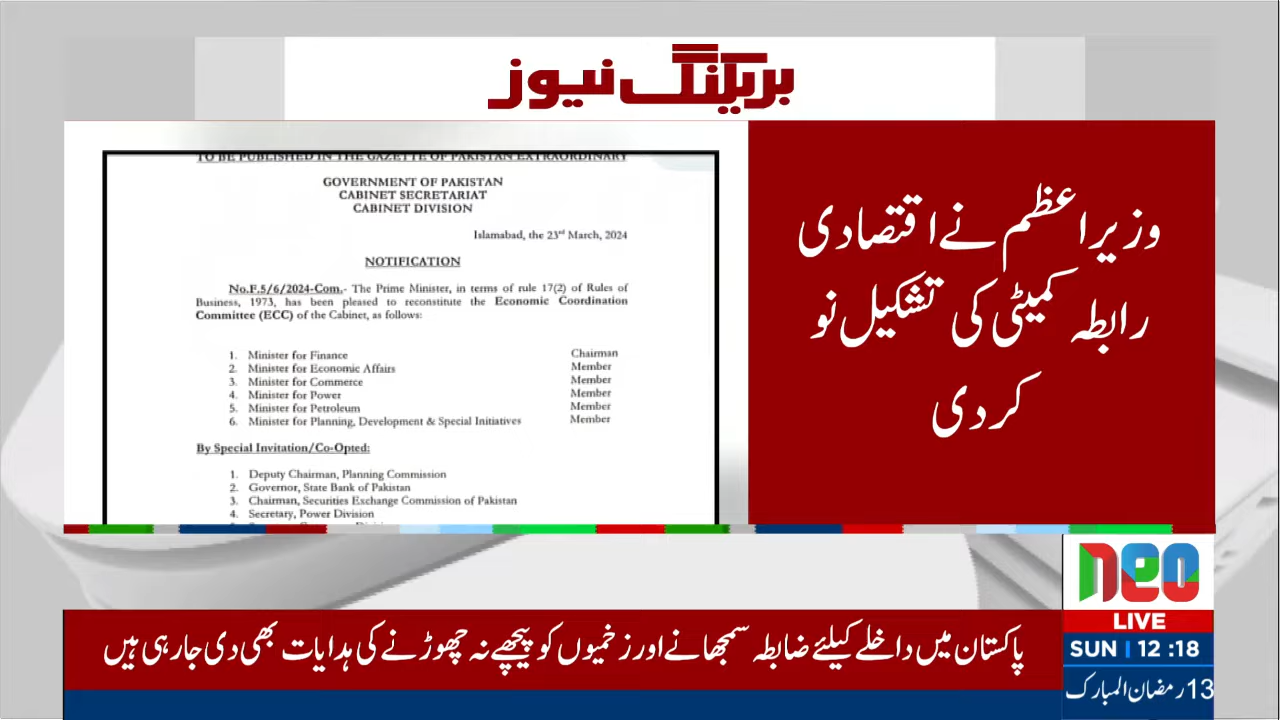 بریکنگ نیوز
TO BE PUBLISHED IN THE GAZETTE OF PAKISTAN EXTRAORDINARY
GOVERNMENT OF PAKISTAN
CABINET SECRETARIAT
CABINET DIVISION
Islamabad, the 23rd March, 2024
NOTIFICATION
No.F.5/6/2024-Com.- The Prime Minister, in terms of rule 17(2) of Rules of
Business, 1973, has been pleased to reconstitute the Economic Coordination
Committee (ECC) of the Cabinet, as follows:
1. Minister for Finance Chairman
2. Minister for Economic Affairs Member
3. Minister for Commerce Member
4. Minister for Power Member
5. Minister for Petroleum Member
6. Minister for Planning, Development & Special Initiatives Member
By Special Invitation/Co-Opted:
1. Deputy Chairman, Planning Commission
2. Governor, State Bank of Pakistan
3. Chairman, Securities Exchange Commission of Pakistan
4. Secretary, Power Division
وزیراعظم نے اقتصادی
رابطہ کمیٹی کی تشکیل نو
کردی
neo
LIVE
SUN | 12 :18
13 رمضان المبارک
پاکستان میں داخلے کیلئے ضابطہ سمجھانے اور زخمیوں کو پیچھے نہ چھوڑنے کی ہدایات بھی دی جارہی ہیں